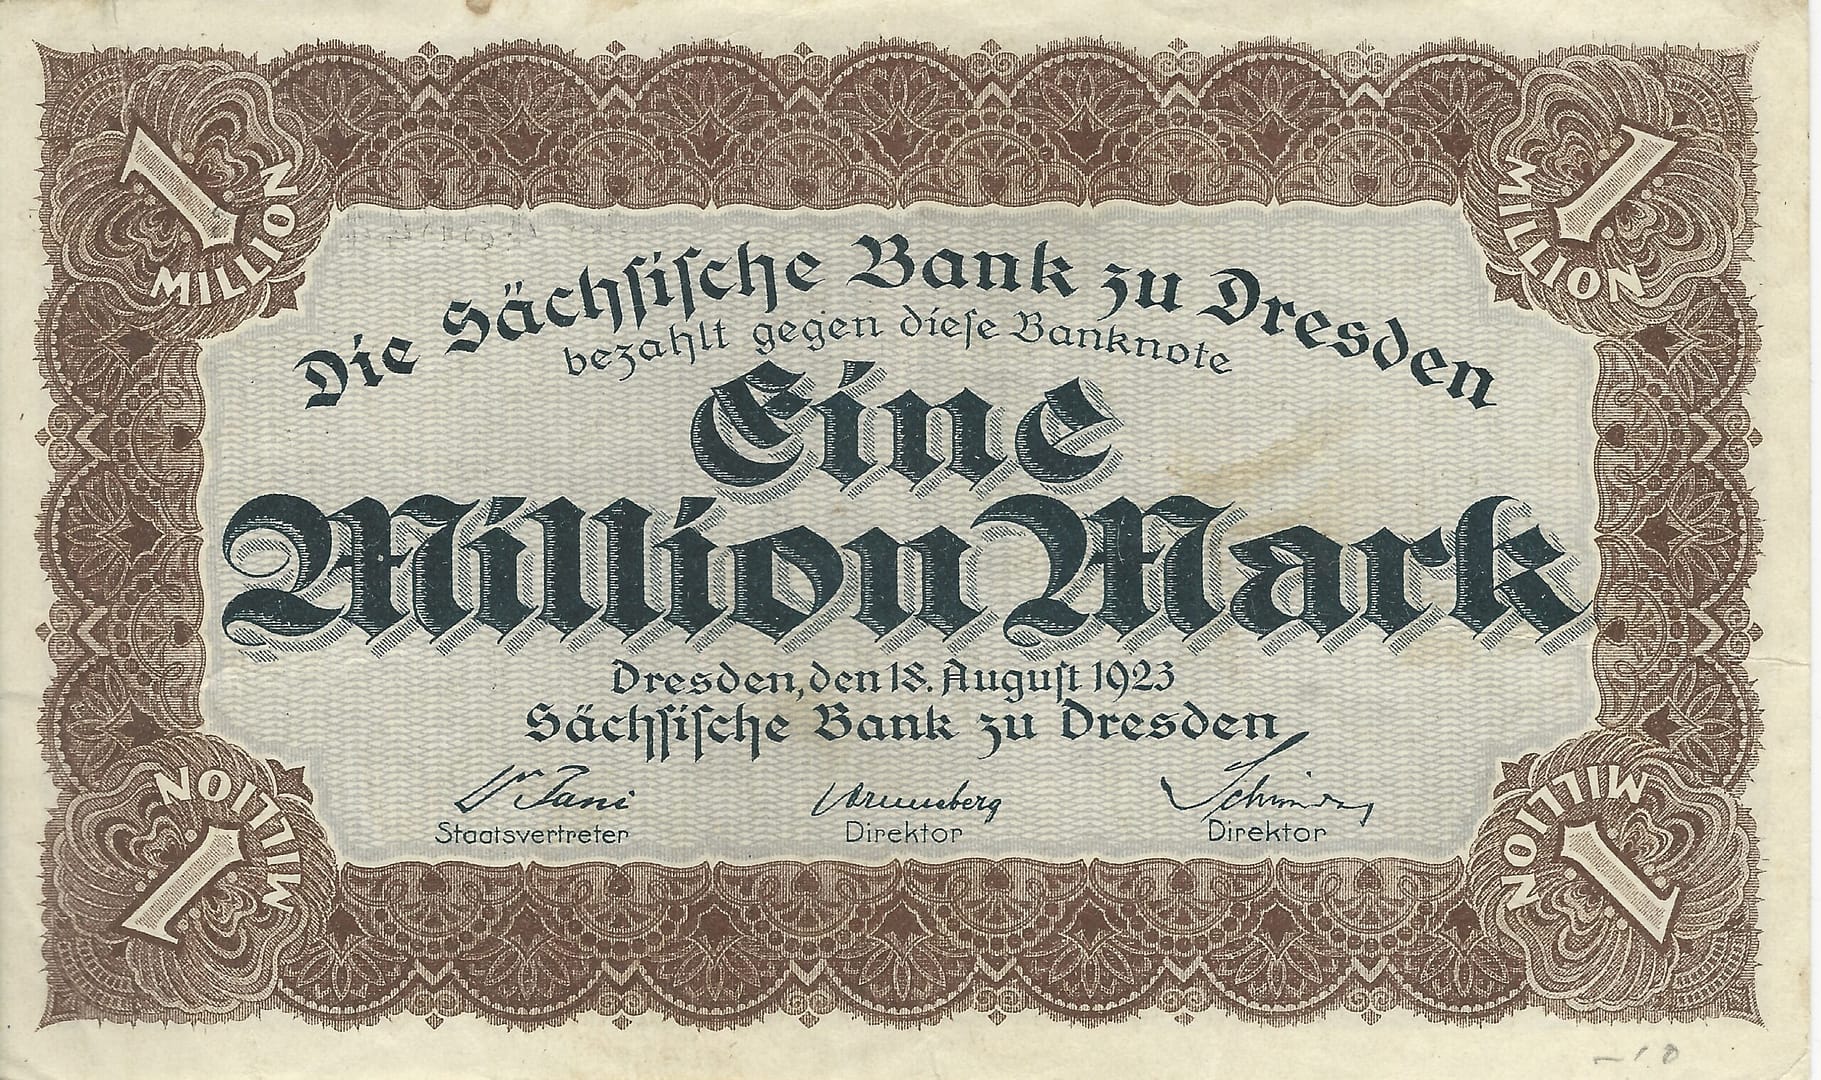 1 MILLION
1 MILLION
Die Sächsische Bank zu Dresden
bezahlt gegen diese Banknote
Eine
Million Mark
Dresden, den 18. August 1923
Sächsische Bank zu Dresden
Staatsvertreter Direktor Direktor
1 MILLION
1 MILLION